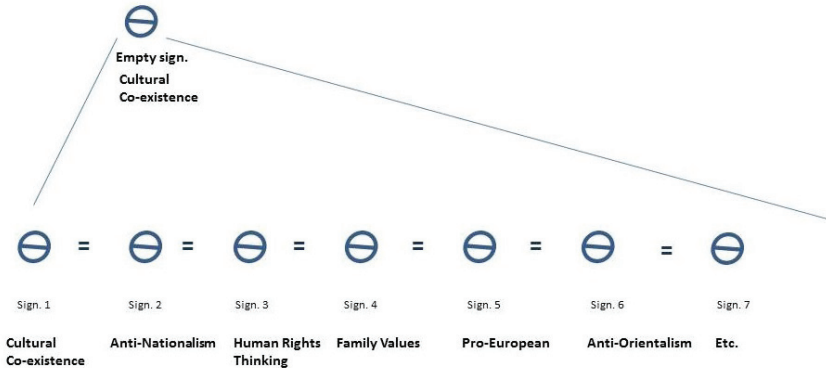 Empty sign.
Cultural
Co-existence
= = = = = =
Sign. 1 Sign. 2 Sign. 3 Sign. 4 Sign. 5 Sign. 6 Sign. 7
Cultural Anti-Nationalism Human Rights Family Values Pro-European Anti-Orientalism Etc.
Co-existence Thinking